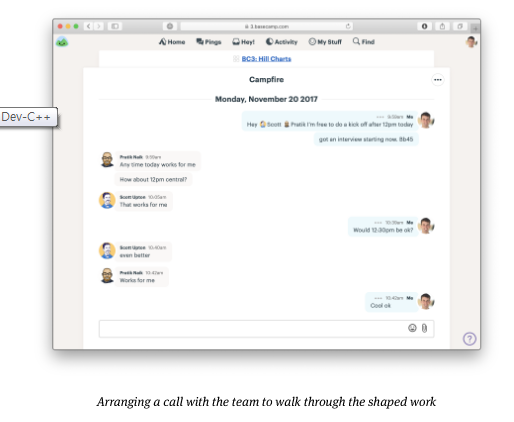 3.basecamp.com
Home Pings Hey! Activity My Stuff Find
BC3: Hill Charts
Campfire
Monday, November 20 2017
Dev-C++
9:59am Me
Hey Scott Pratik I'm free to do a kick off after 12pm today
got an interview starting now. Bb45
Pratik Naik 9:59am
Any time today works for me
How about 12pm central?
Scott Upton 10:05am
That works for me
10:39am Me
Would 12:30pm be ok?
Scott Upton 10:40am
even better
Pratik Naik 10:42am
Works for me
10:42am Me
Cool ok
?
Arranging a call with the team to walk through the shaped work